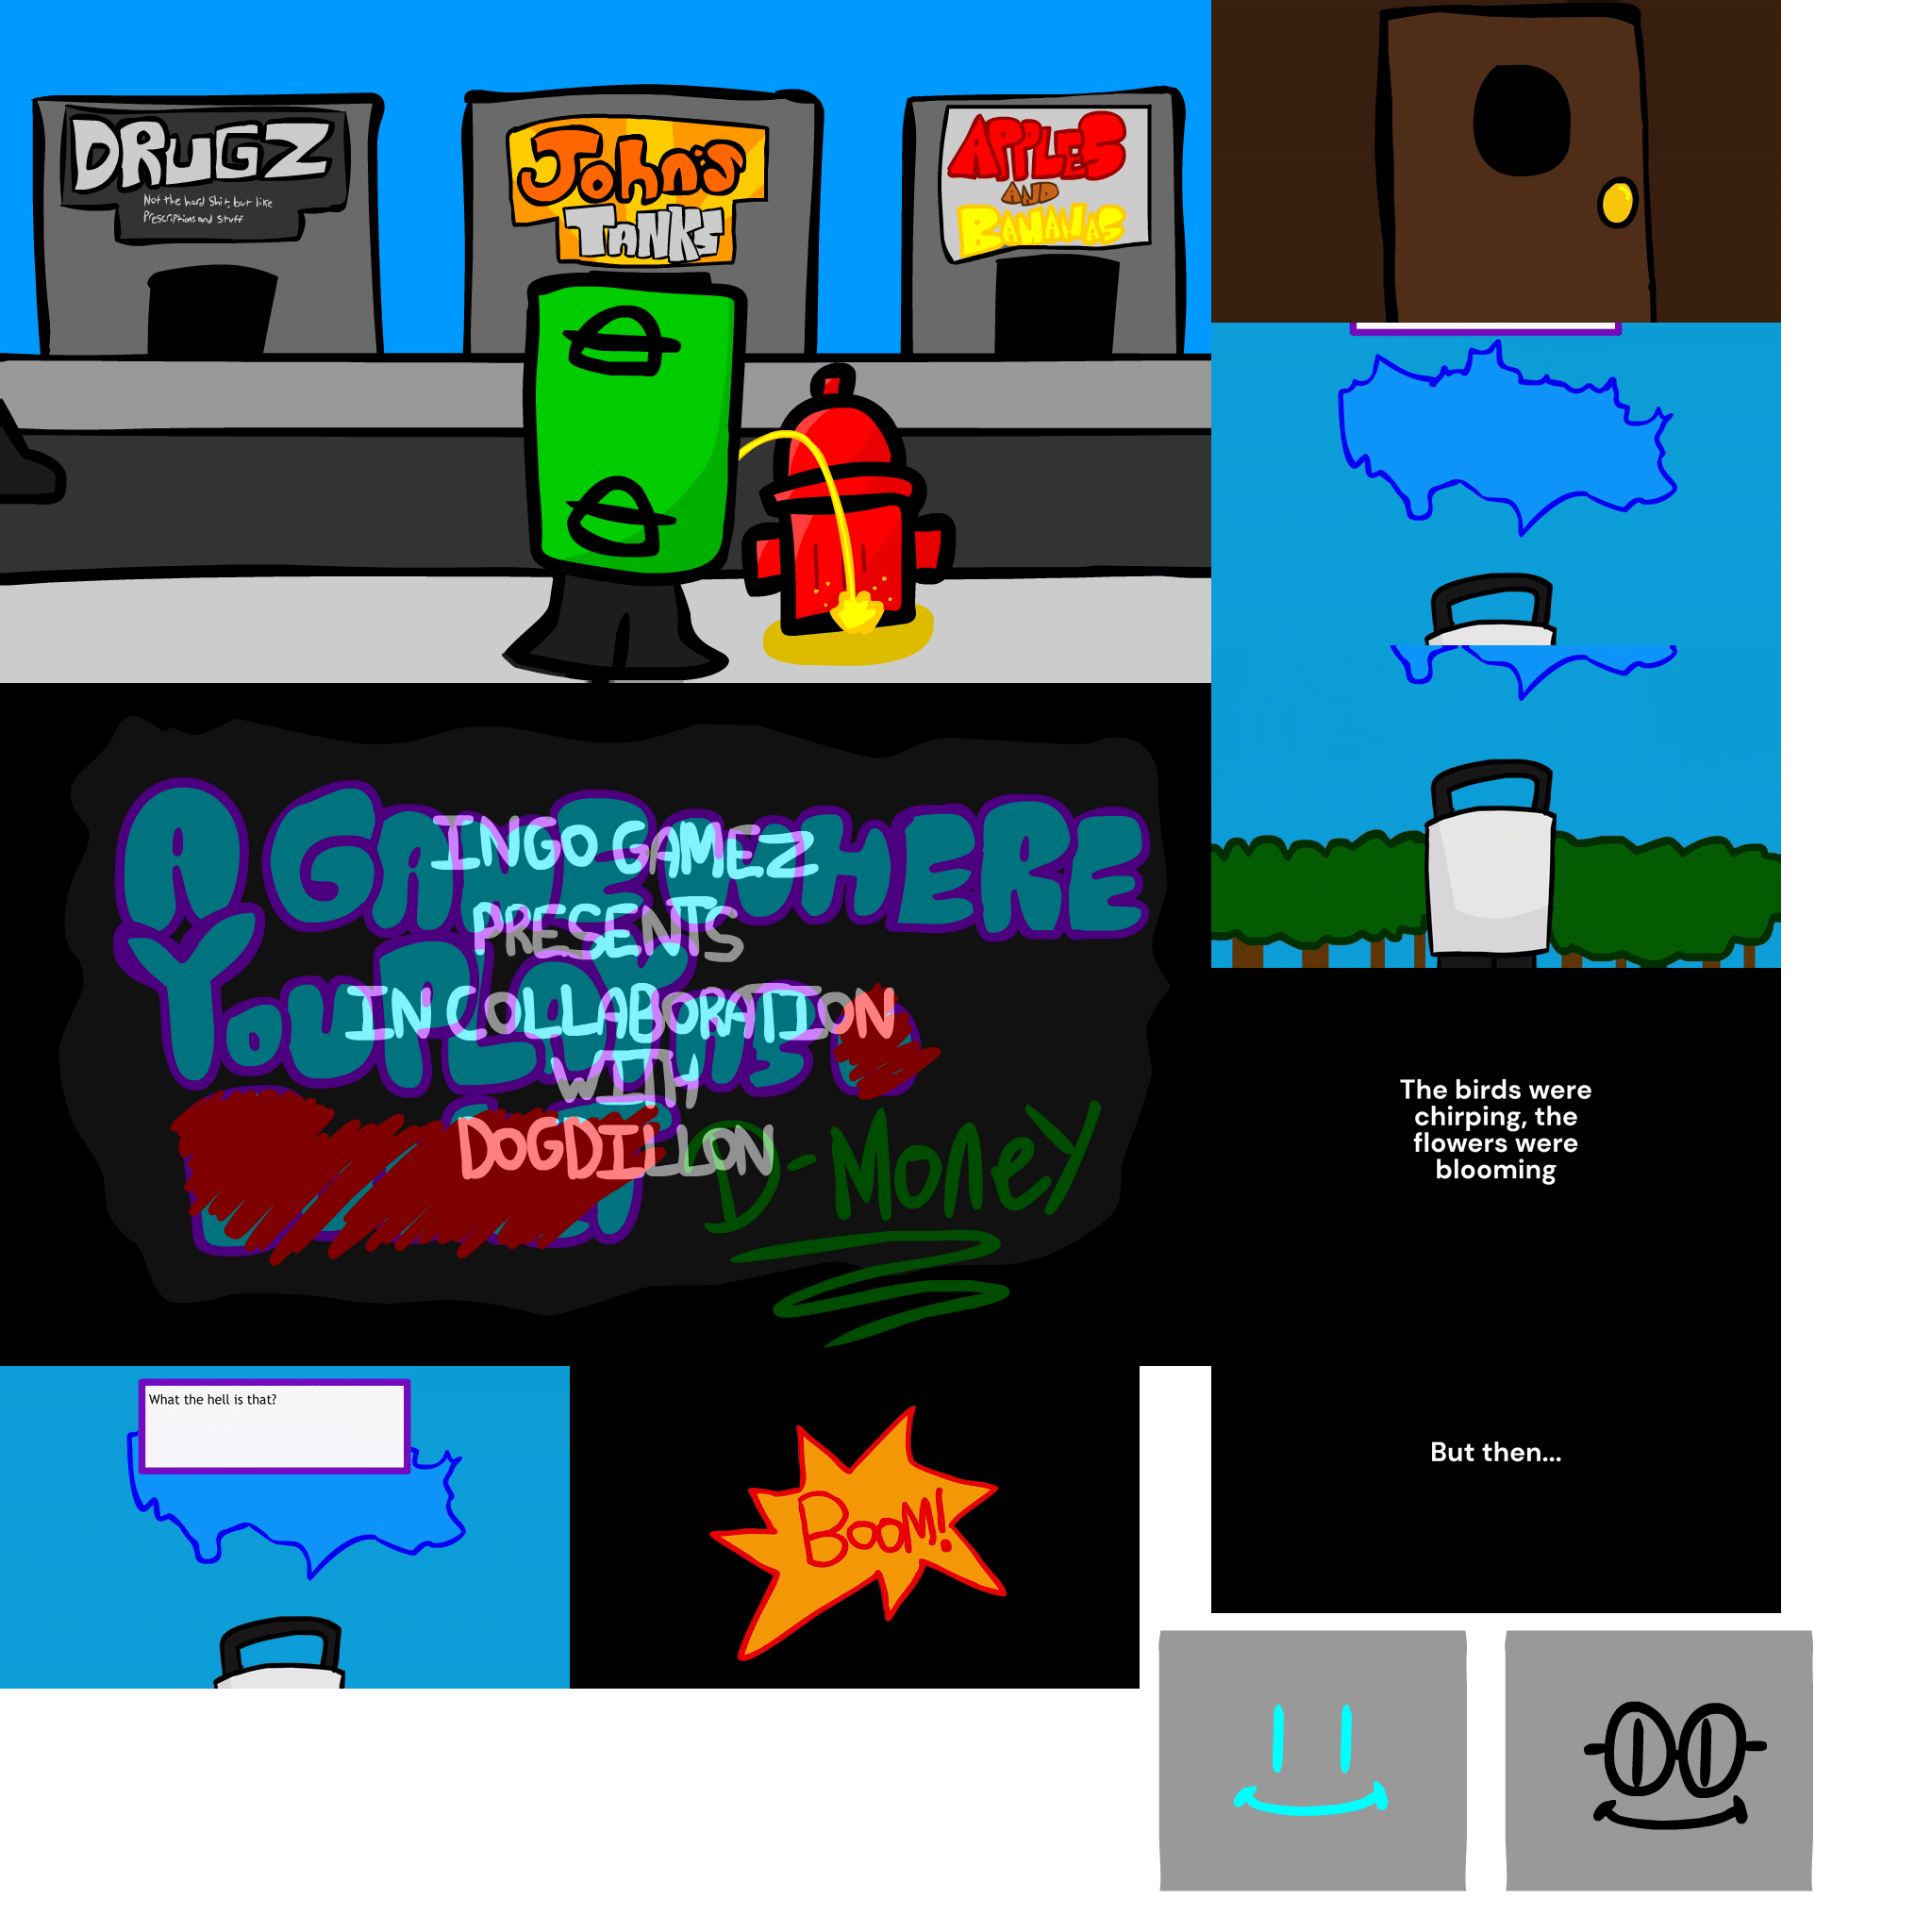 DRUGZ
Not the hard shit, but like
Prescriptions and stuff
John's
TANKS
APPLES
AND
BANANAS
A GAME WHERE
YOU PLAY AS
INGO GAMEZ
PRESENTS
IN COLLABORATION
WITH
DOGDILLON
D-Money
The birds were
chirping, the
flowers were
blooming
What the hell is that?
BOOM!
But then...